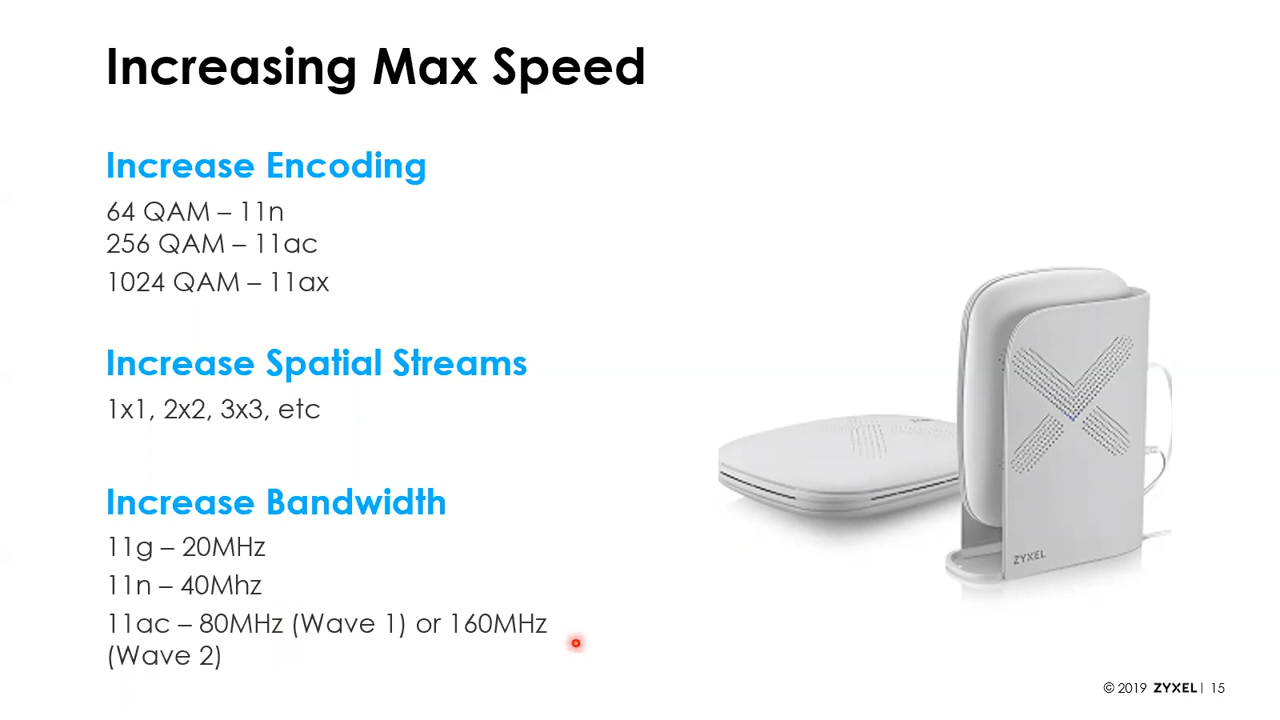 Increasing Max Speed
Increase Encoding
64 QAM – 11n
256 QAM – 11ac
1024 QAM – 11ax
Increase Spatial Streams
1x1, 2x2, 3x3, etc
Increase Bandwidth
11g – 20MHz
11n – 40Mhz
11ac – 80MHz (Wave 1) or 160MHz
(Wave 2)
ZYXEL
© 2019 ZYXEL | 15